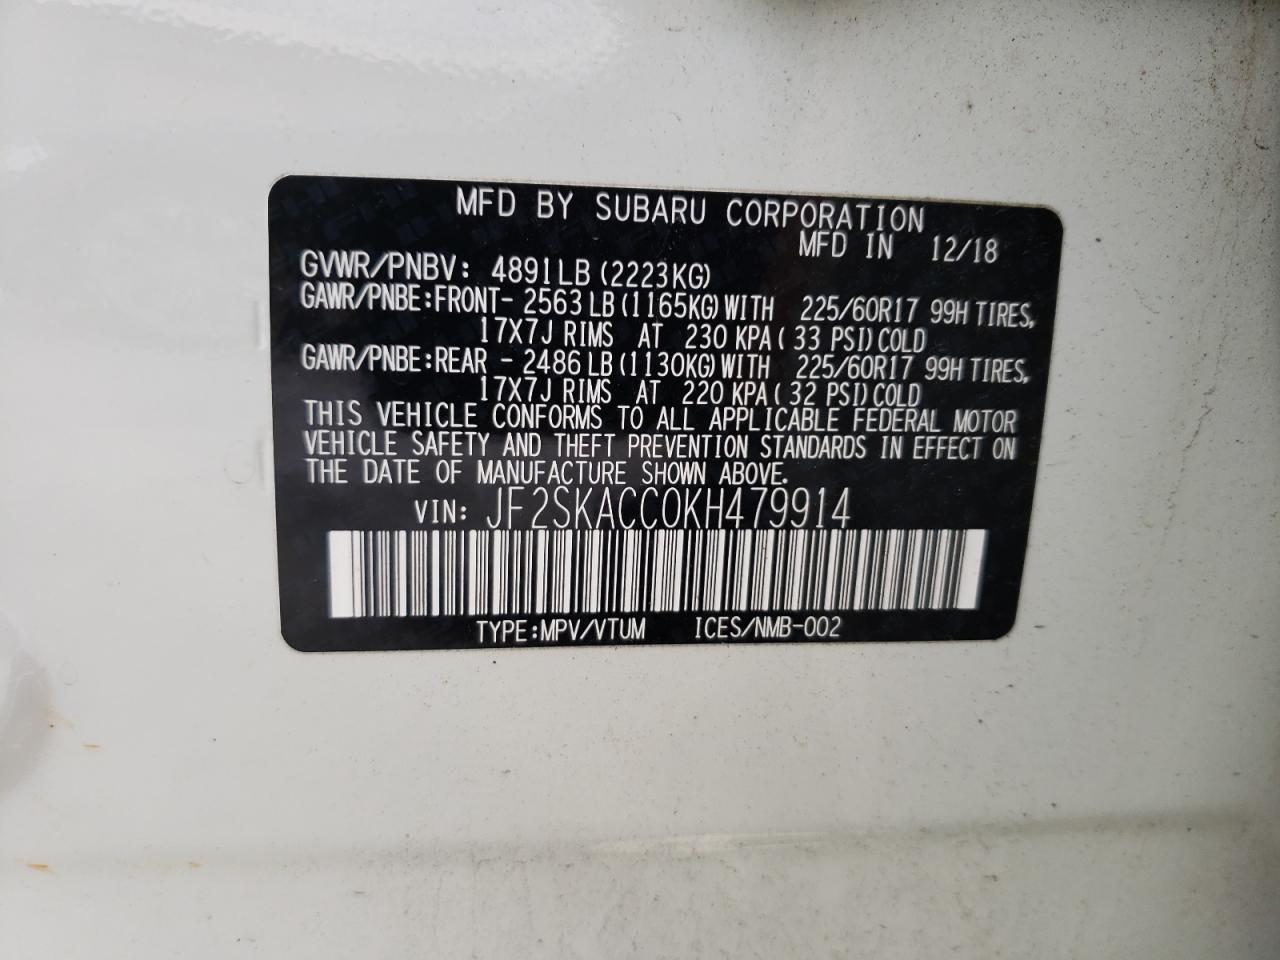 MFD BY SUBARU CORPORATION
MFD IN 12/18
GVWR/PNBV: 4891LB (2223KG)
GAWR/PNBE:FRONT- 2563 LB (1165KG) WITH 225/60R17 99H TIRES,
17X7J RIMS AT 230 KPA ( 33 PSI) COLD
GAWR/PNBE:REAR - 2486 LB (1130KG) WITH 225/60R17 99H TIRES,
17X7J RIMS AT 220 KPA ( 32 PSI) COLD
THIS VEHICLE CONFORMS TO ALL APPLICABLE FEDERAL MOTOR
VEHICLE SAFETY AND THEFT PREVENTION STANDARDS IN EFFECT ON
THE DATE OF MANUFACTURE SHOWN ABOVE.
VIN: JF2SKACC0KH479914
TYPE:MPV/VTUM ICES/NMB-002